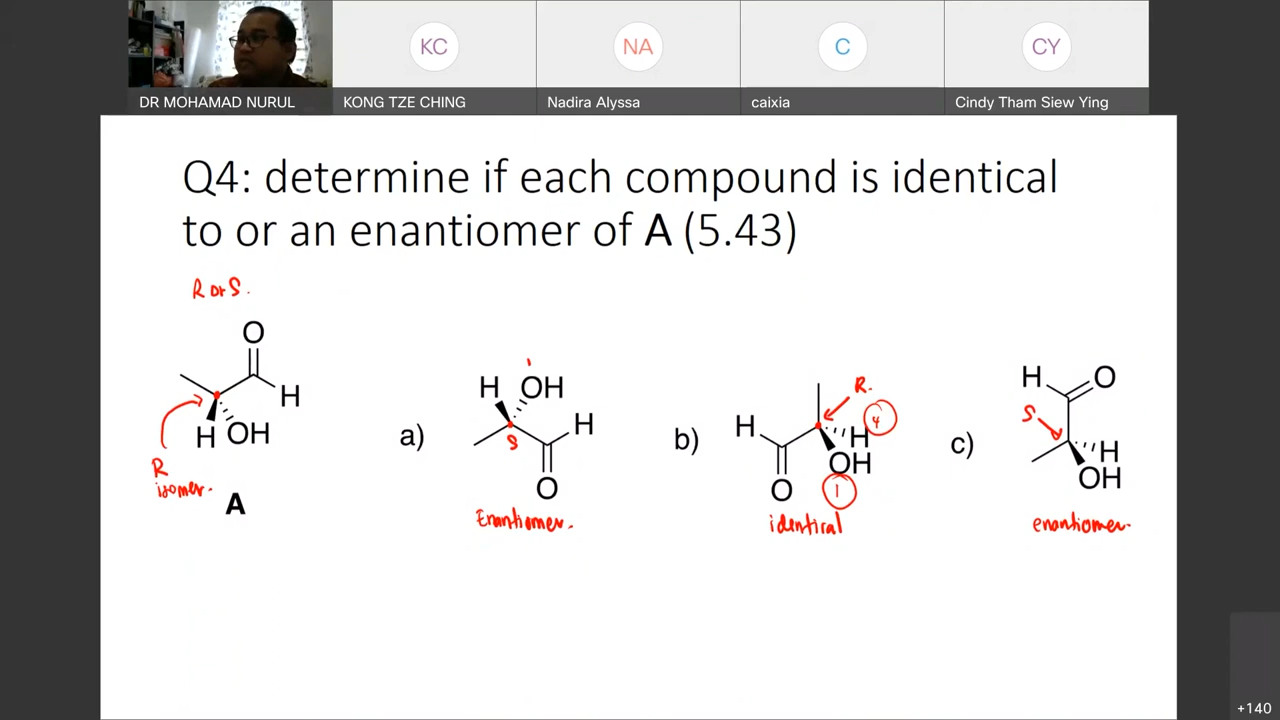 KC
NA
C
CY
DR MOHAMAD NURUL
KONG TZE CHING
Nadira Alyssa
caixia
Cindy Tham Siew Ying
Q4: determine if each compound is identical
to or an enantiomer of A (5.43)
R or S.
O
H
H OH
R
isomer.
A
a)
H OH
H
S
O
Enantiomer.
b)
R.
H
H
4
OH
O
1
identical
c)
H
O
S
H
OH
enantiomer.
+140